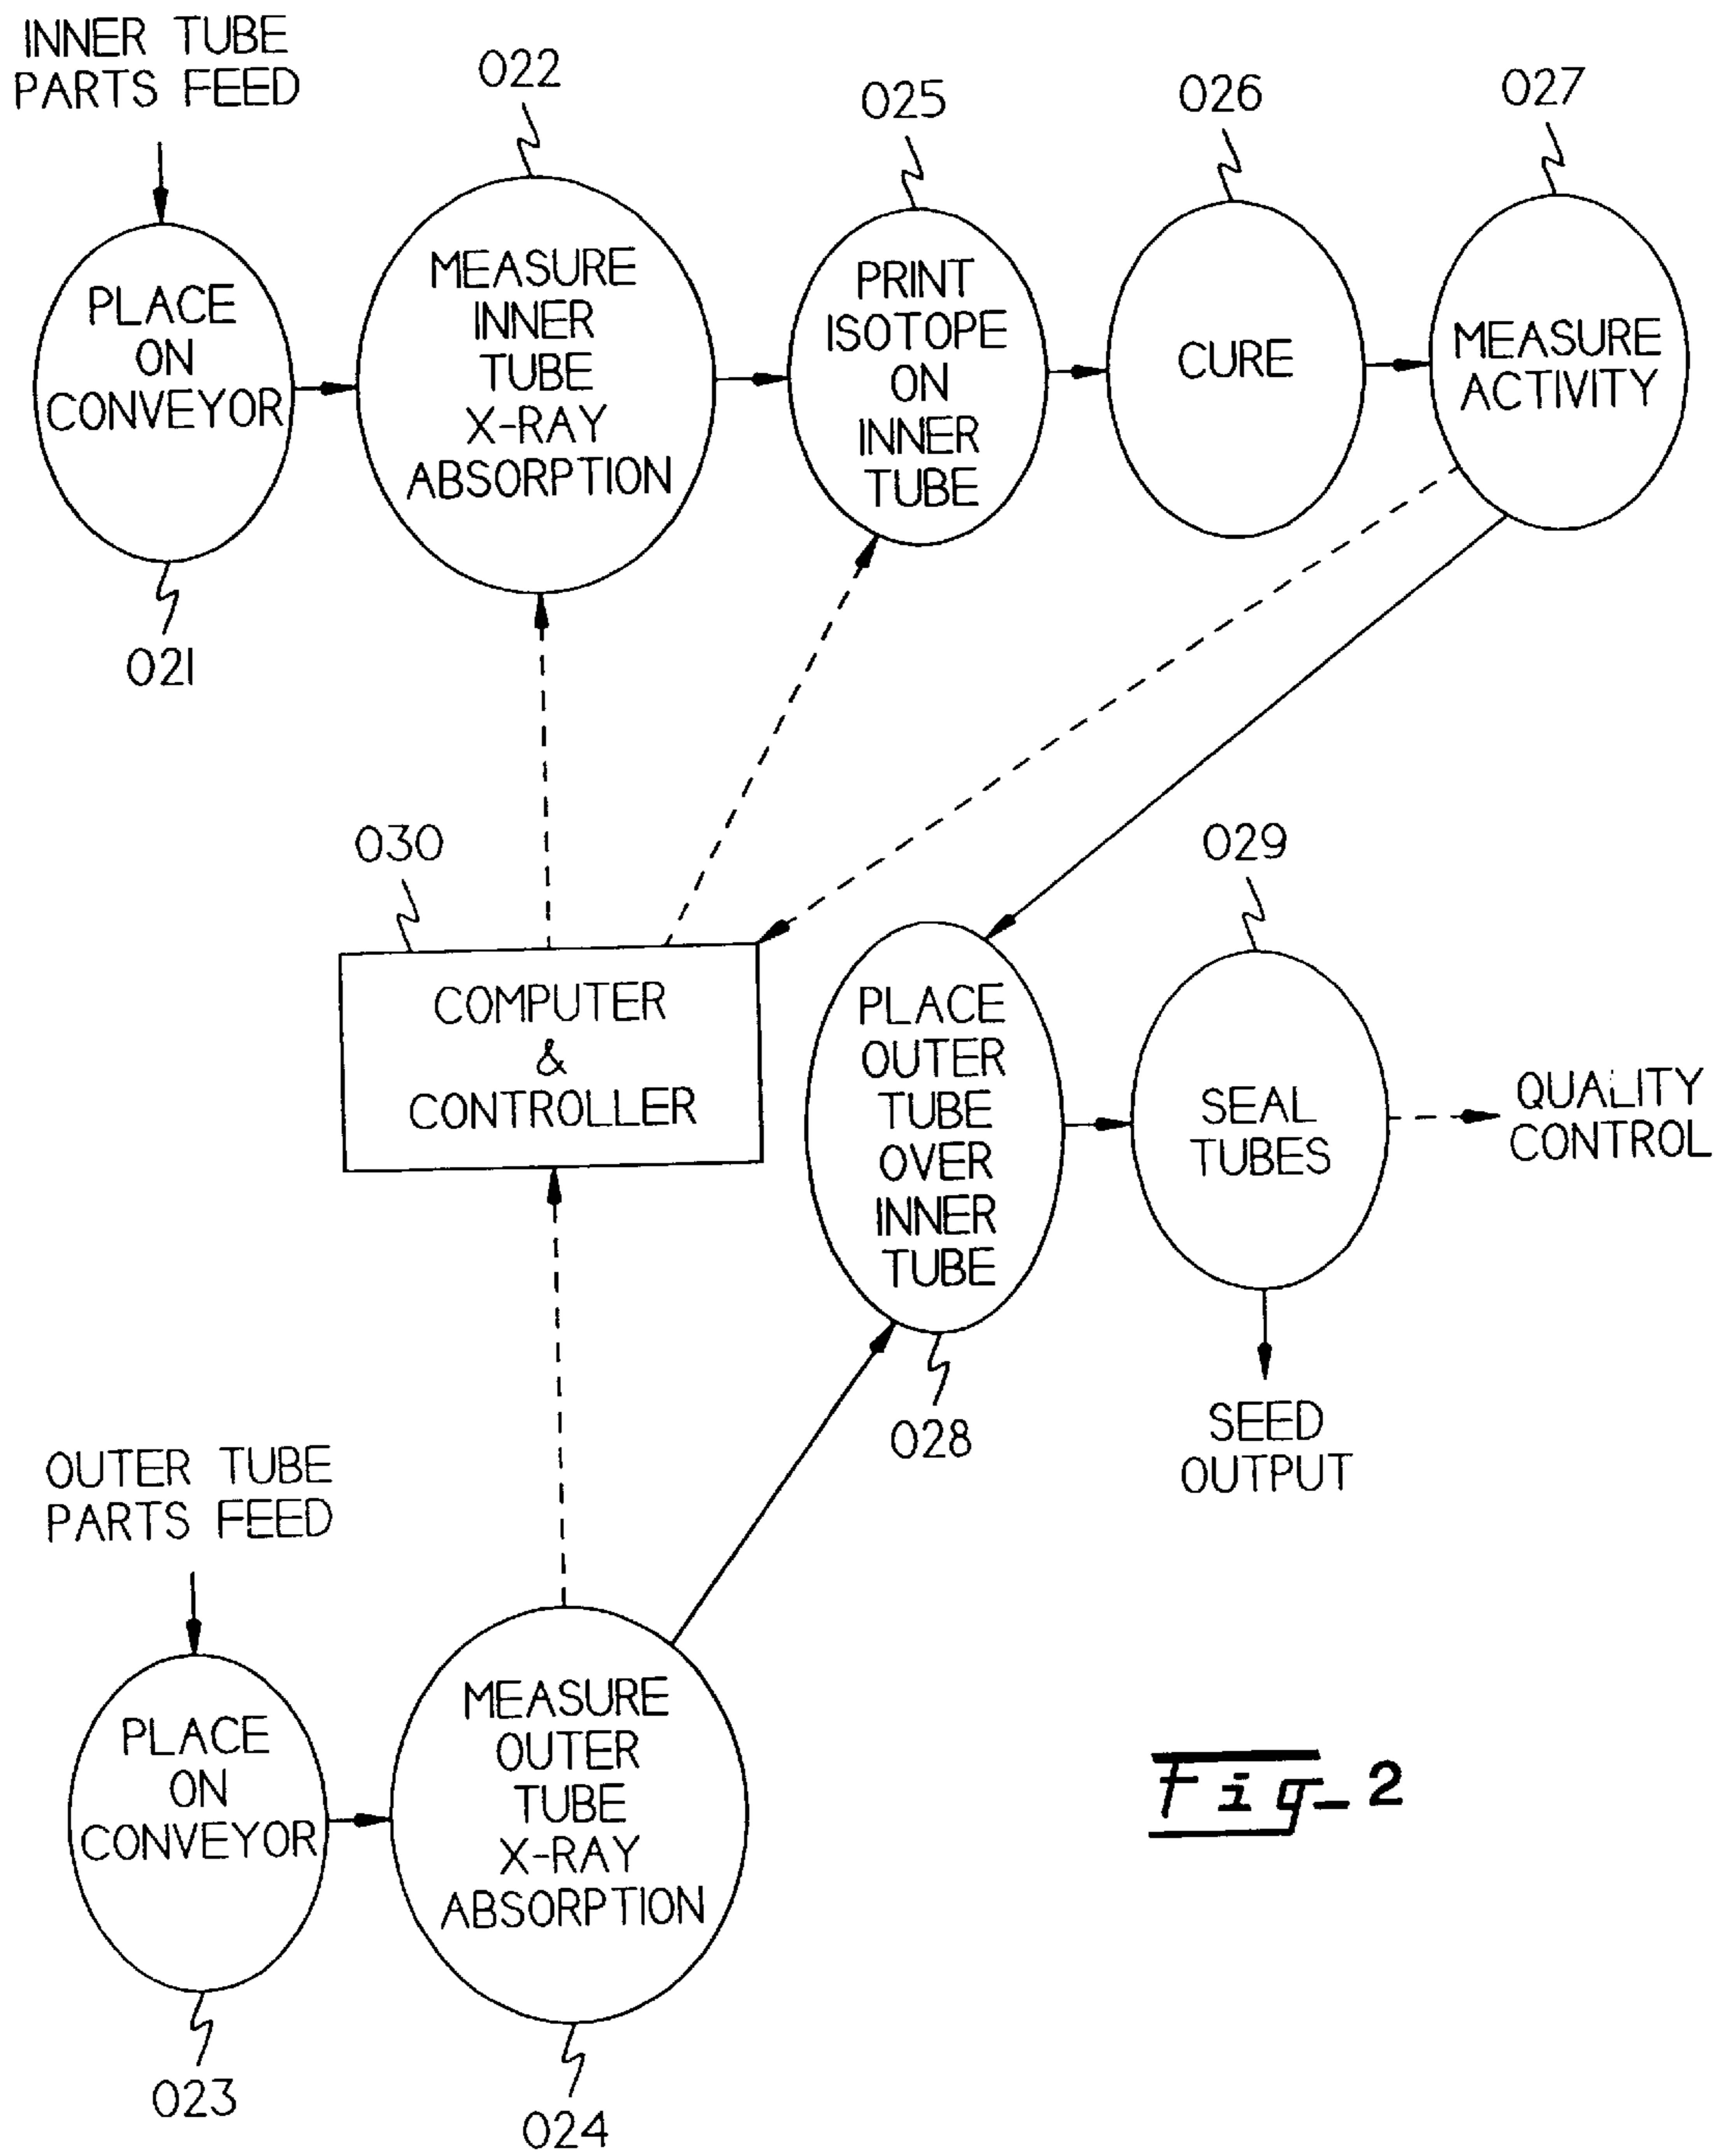 INNER TUBE
PARTS FEED
022
025
026
027
PLACE
ON
CONVEYOR
MEASURE
INNER
TUBE
X-RAY
ABSORPTION
PRINT
ISOTOPE
ON
INNER
TUBE
CURE
MEASURE
ACTIVITY
021
030
029
COMPUTER
&
CONTROLLER
PLACE
OUTER
TUBE
OVER
INNER
TUBE
SEAL
TUBES
QUALITY
CONTROL
028
SEED
OUTPUT
OUTER TUBE
PARTS FEED
PLACE
ON
CONVEYOR
MEASURE
OUTER
TUBE
X-RAY
ABSORPTION
023
024
Fig_2